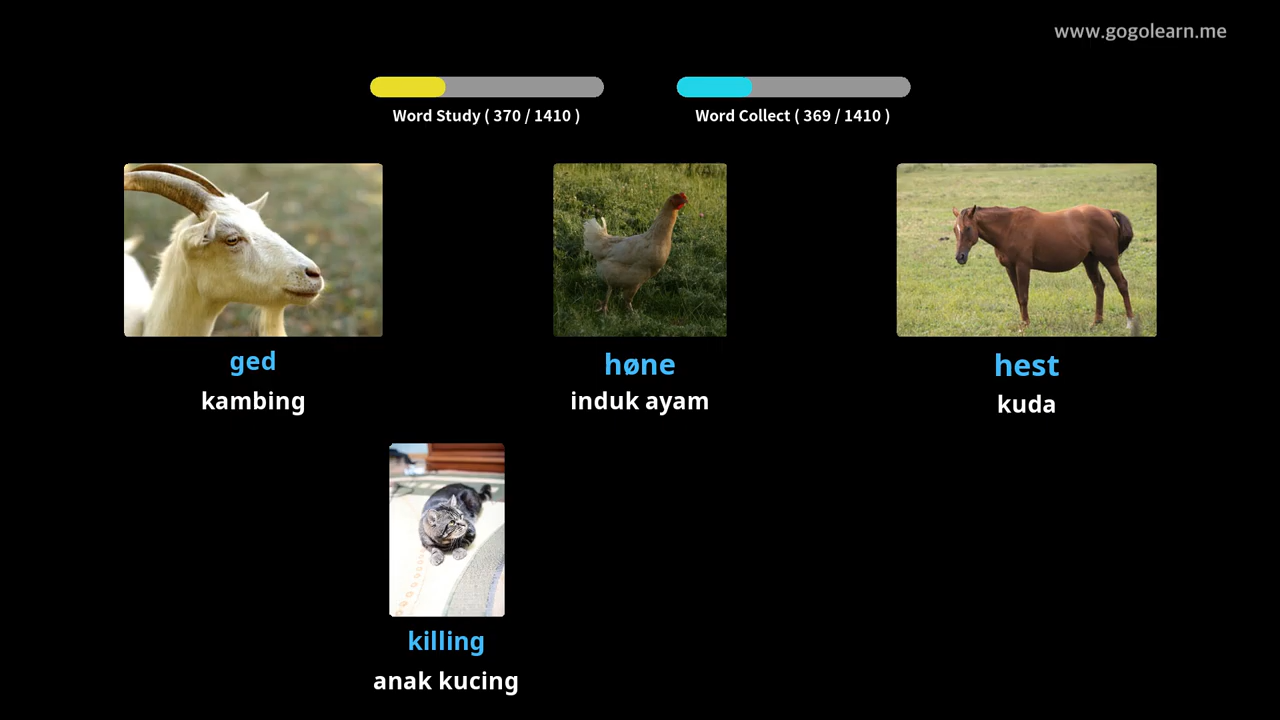 www.gogolearn.me
Word Study ( 370 / 1410 )
Word Collect ( 369 / 1410 )
ged
kambing
høne
induk ayam
hest
kuda
killing
anak kucing